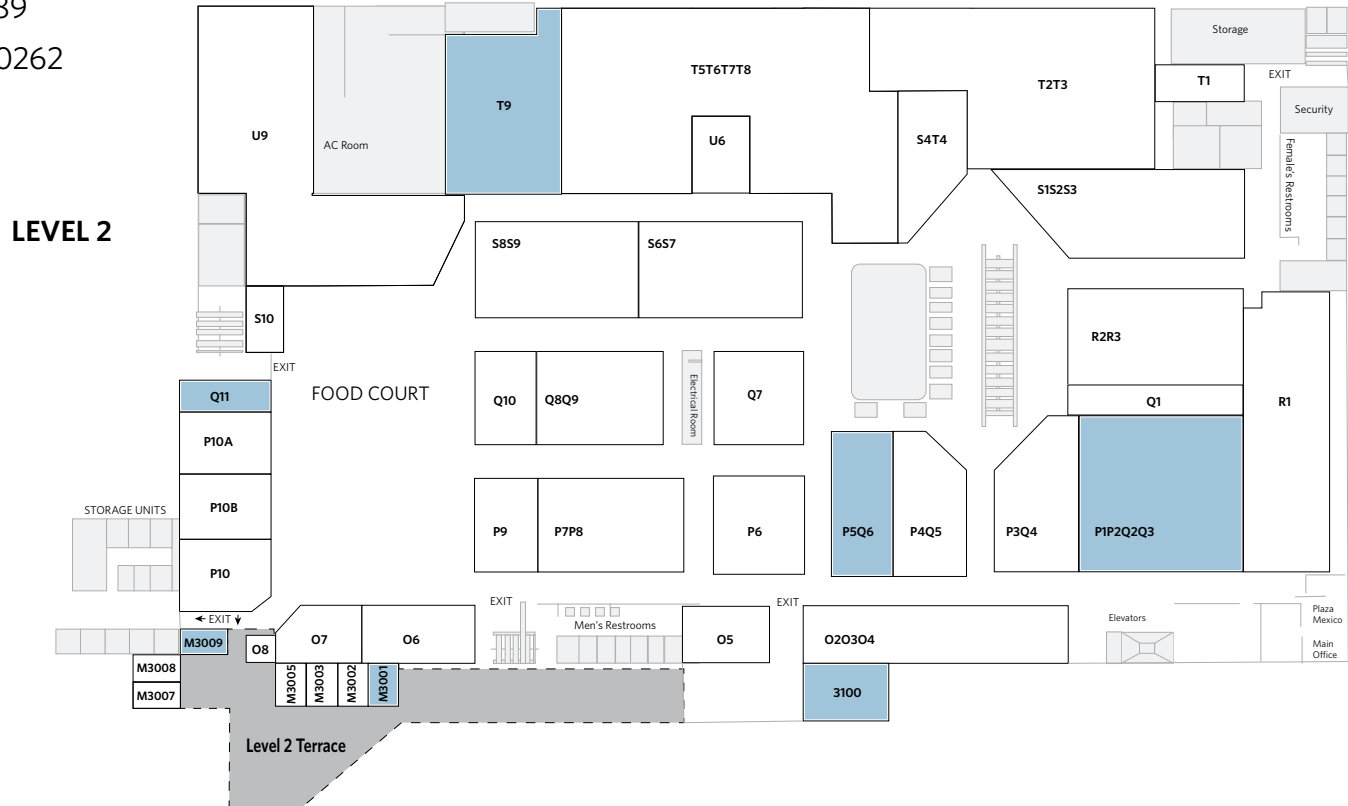 39
0262
LEVEL 2
Storage
T5T6T7T8
EXIT
T1
T2T3
T9
Security
U9
U6
S4T4
AC Room
Female's Restrooms
S1S2S3
S8S9
S6S7
S10
R2R3
EXIT
FOOD COURT
Electrical Room
Q11
Q10
Q8Q9
Q7
Q1
R1
P10A
P10B
STORAGE UNITS
P9
P7P8
P6
P5Q6
P4Q5
P3Q4
P1P2Q2Q3
P10
EXIT
EXIT
EXIT
Plaza
Mexico
Elevators
Men's Restrooms
M3009
O8
O7
O6
O5
O2O3O4
Main
Office
M3008
M3007
M3005
M3003
M3002
M3001
3100
Level 2 Terrace